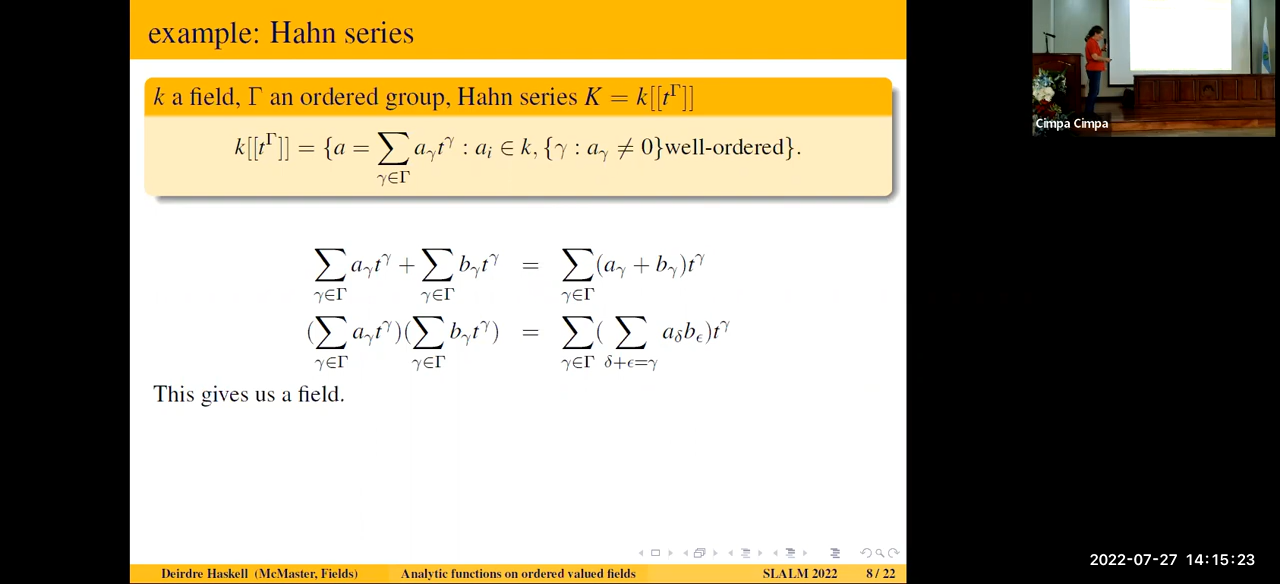 example: Hahn series
k a field, Γ an ordered group, Hahn series K = k[[t^Γ]]
k[[t^Γ]] = {a = ∑_{γ∈Γ} a_γ t^γ : a_i ∈ k, {γ : a_γ ≠ 0}well-ordered}.
∑_{γ∈Γ} a_γ t^γ + ∑_{γ∈Γ} b_γ t^γ = ∑_{γ∈Γ} (a_γ + b_γ)t^γ
(∑_{γ∈Γ} a_γ t^γ)(∑_{γ∈Γ} b_γ t^γ) = ∑_{γ∈Γ} (∑_{δ+ϵ=γ} a_δ b_ϵ)t^γ
This gives us a field.
Deirdre Haskell (McMaster, Fields) Analytic functions on ordered valued fields SLALM 2022 8 / 22
Cimpa Cimpa
2022-07-27 14:15:23